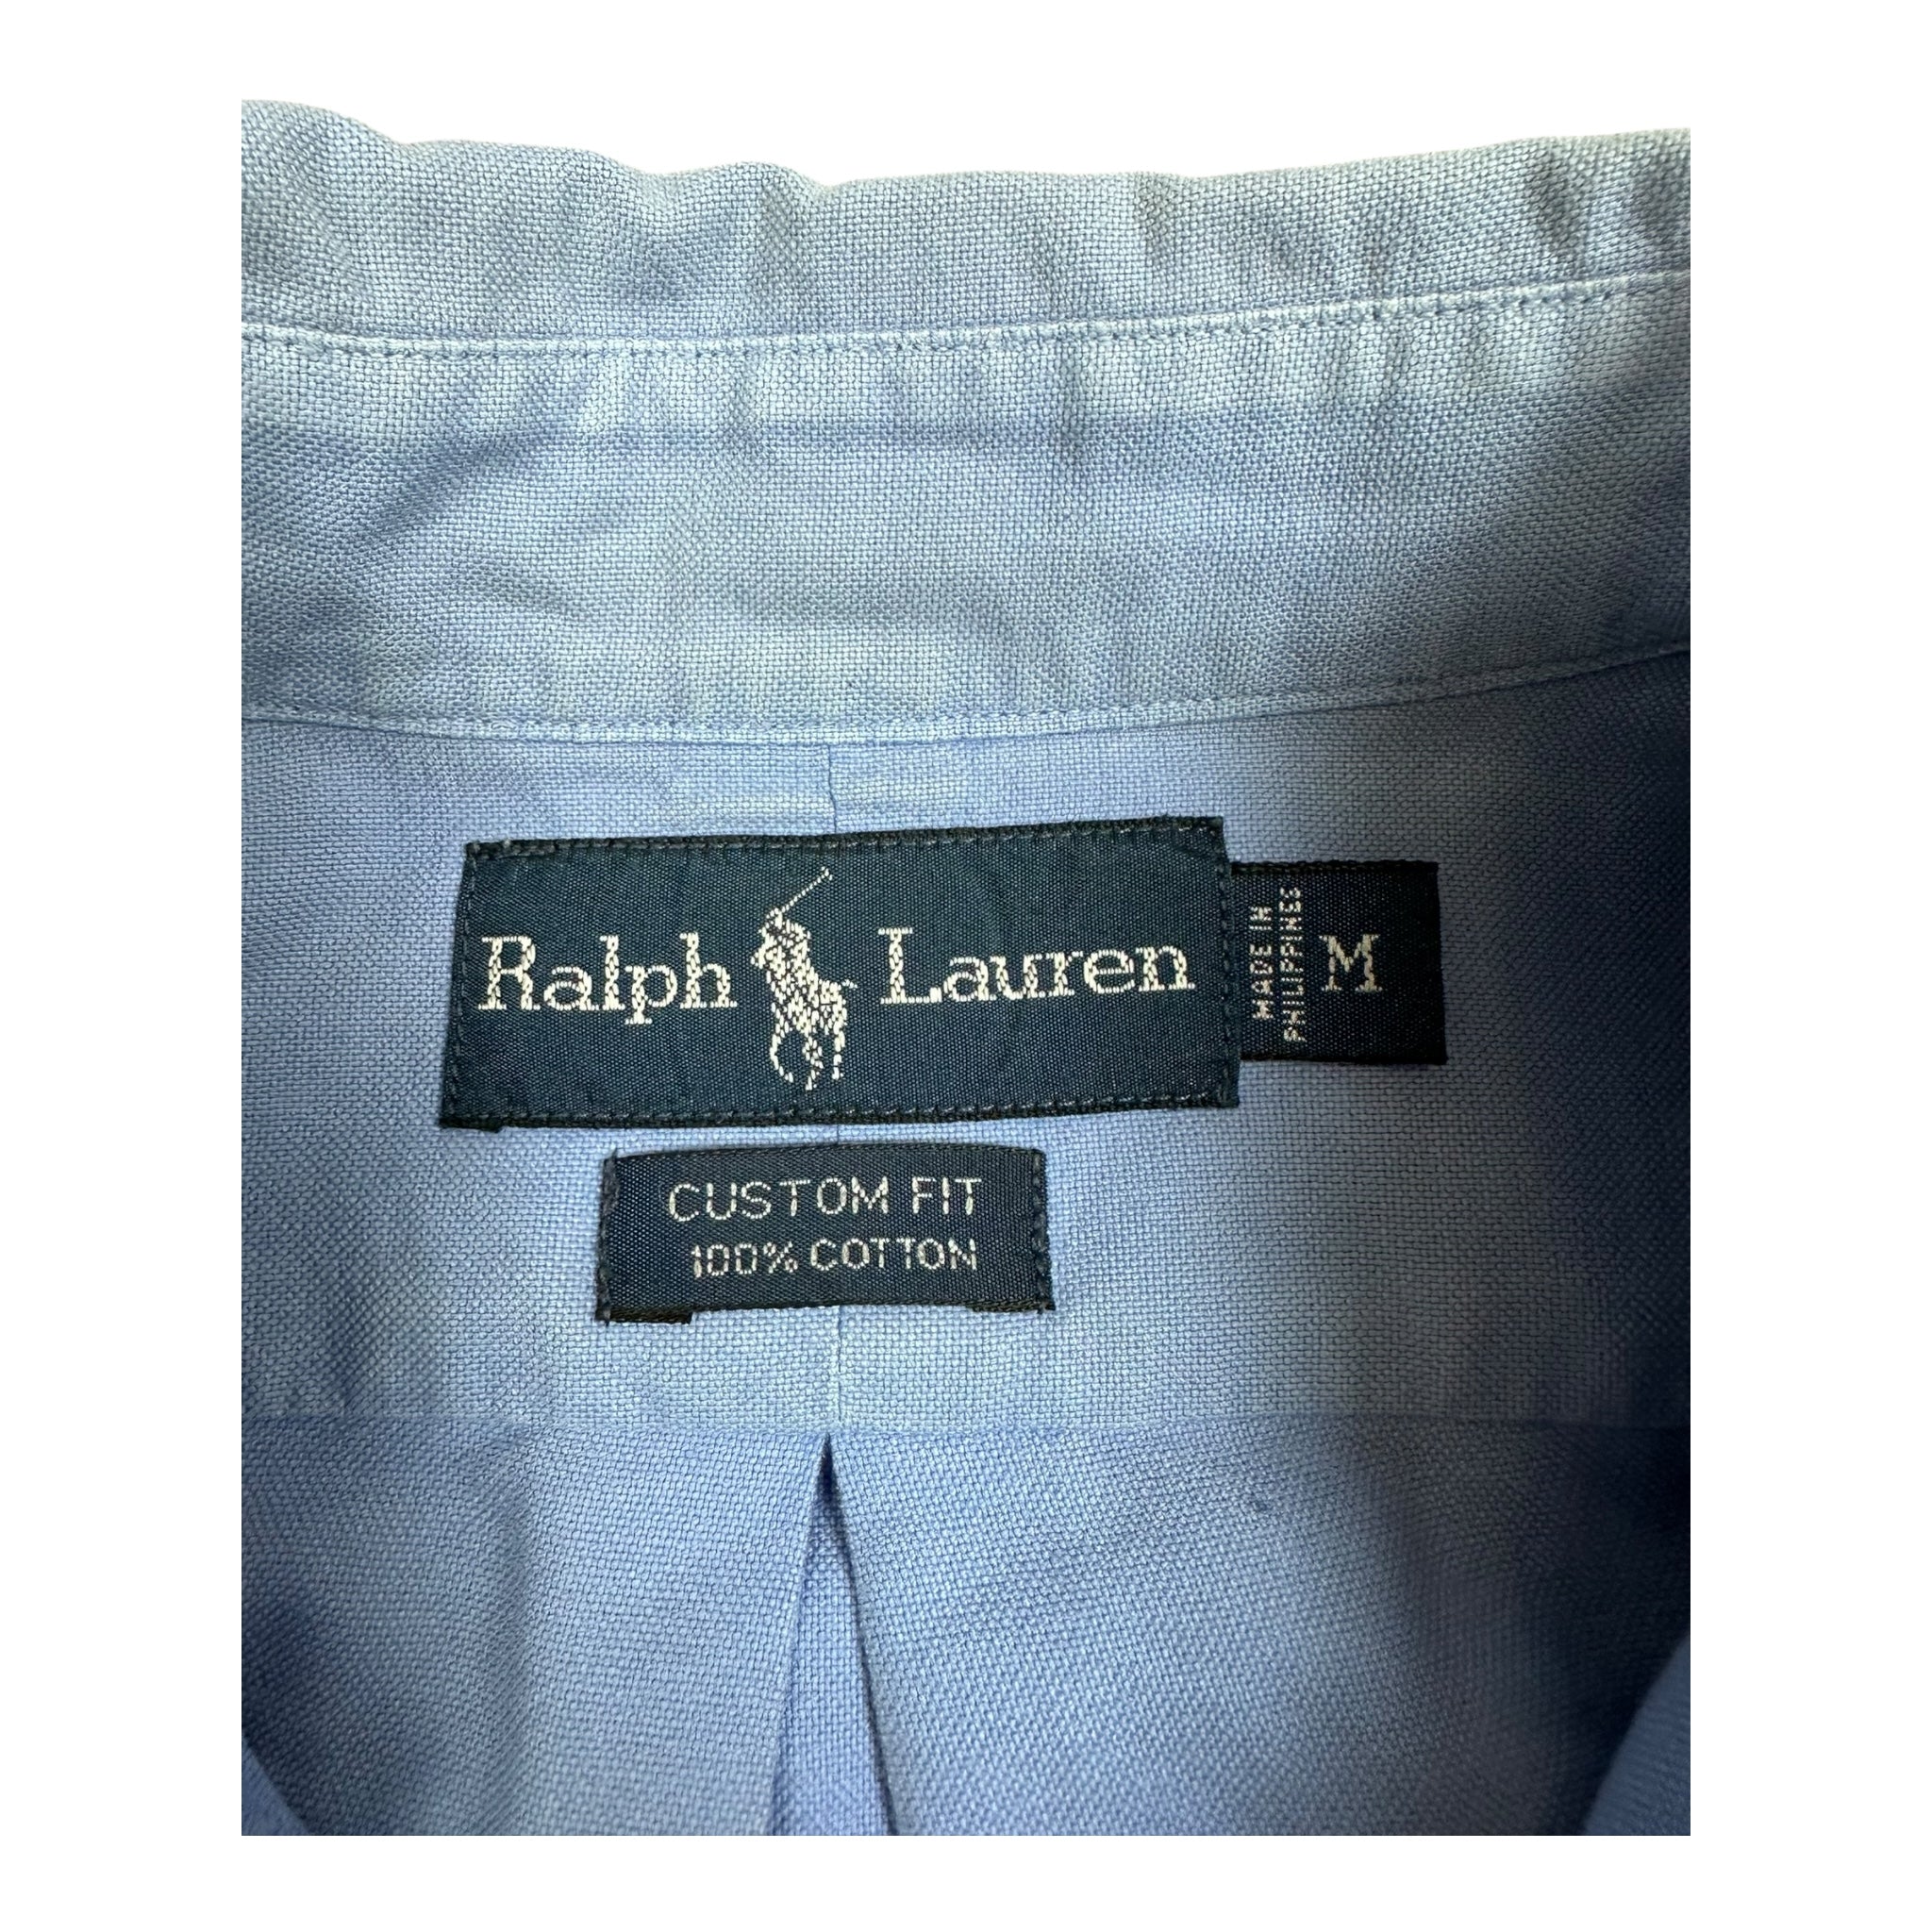 Ralph Lauren
MADE IN
PHILIPPINES
M
CUSTOM FIT
100% COTTON